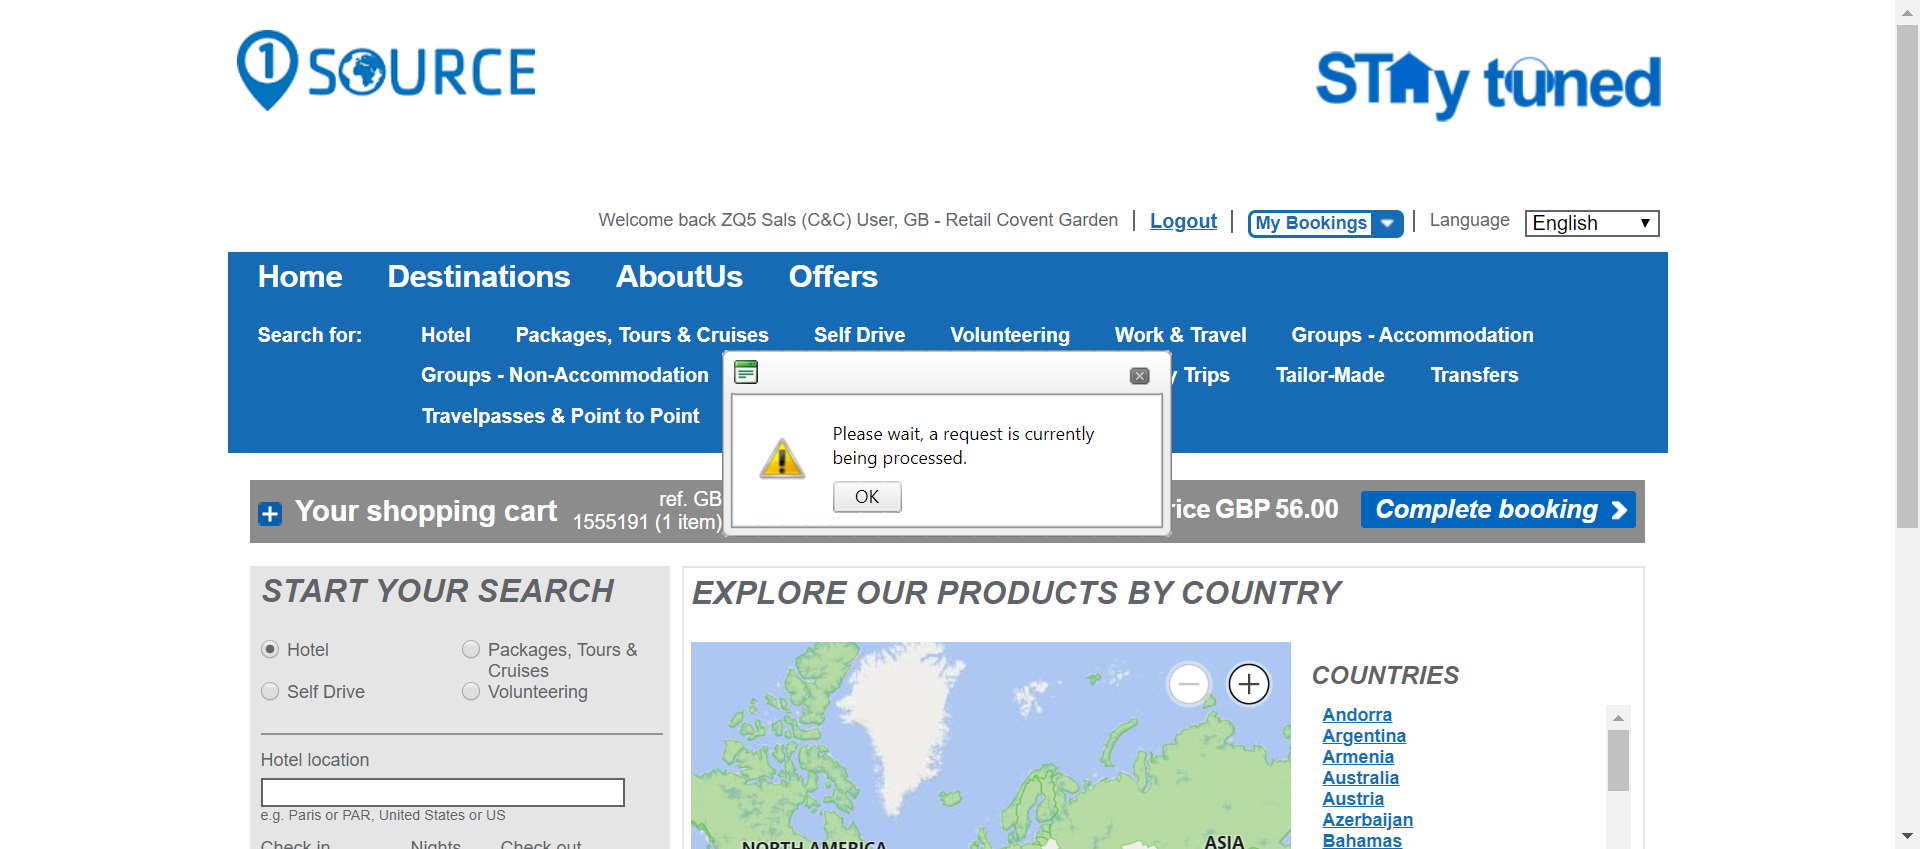 1 SOURCE
STAy tuned
Welcome back ZQ5 Sals (C&C) User, GB - Retail Covent Garden
Logout
My Bookings
Language
English
Home Destinations AboutUs Offers
Search for: Hotel Packages, Tours & Cruises Self Drive Volunteering Work & Travel Groups - Accommodation
Groups - Non-Accommodation Trips Tailor-Made Transfers
Travelpasses & Point to Point
Please wait, a request is currently
being processed.
OK
Your shopping cart
ref. GB
1555191 (1 item)
GBP 56.00
Complete booking
START YOUR SEARCH
Hotel
Packages, Tours &
Cruises
Self Drive
Volunteering
Hotel location
e.g. Paris or PAR, United States or US
Check in Nights Check out
EXPLORE OUR PRODUCTS BY COUNTRY
NORTH AMERICA
ASIA
COUNTRIES
Andorra
Argentina
Armenia
Australia
Austria
Azerbaijan
Bahamas